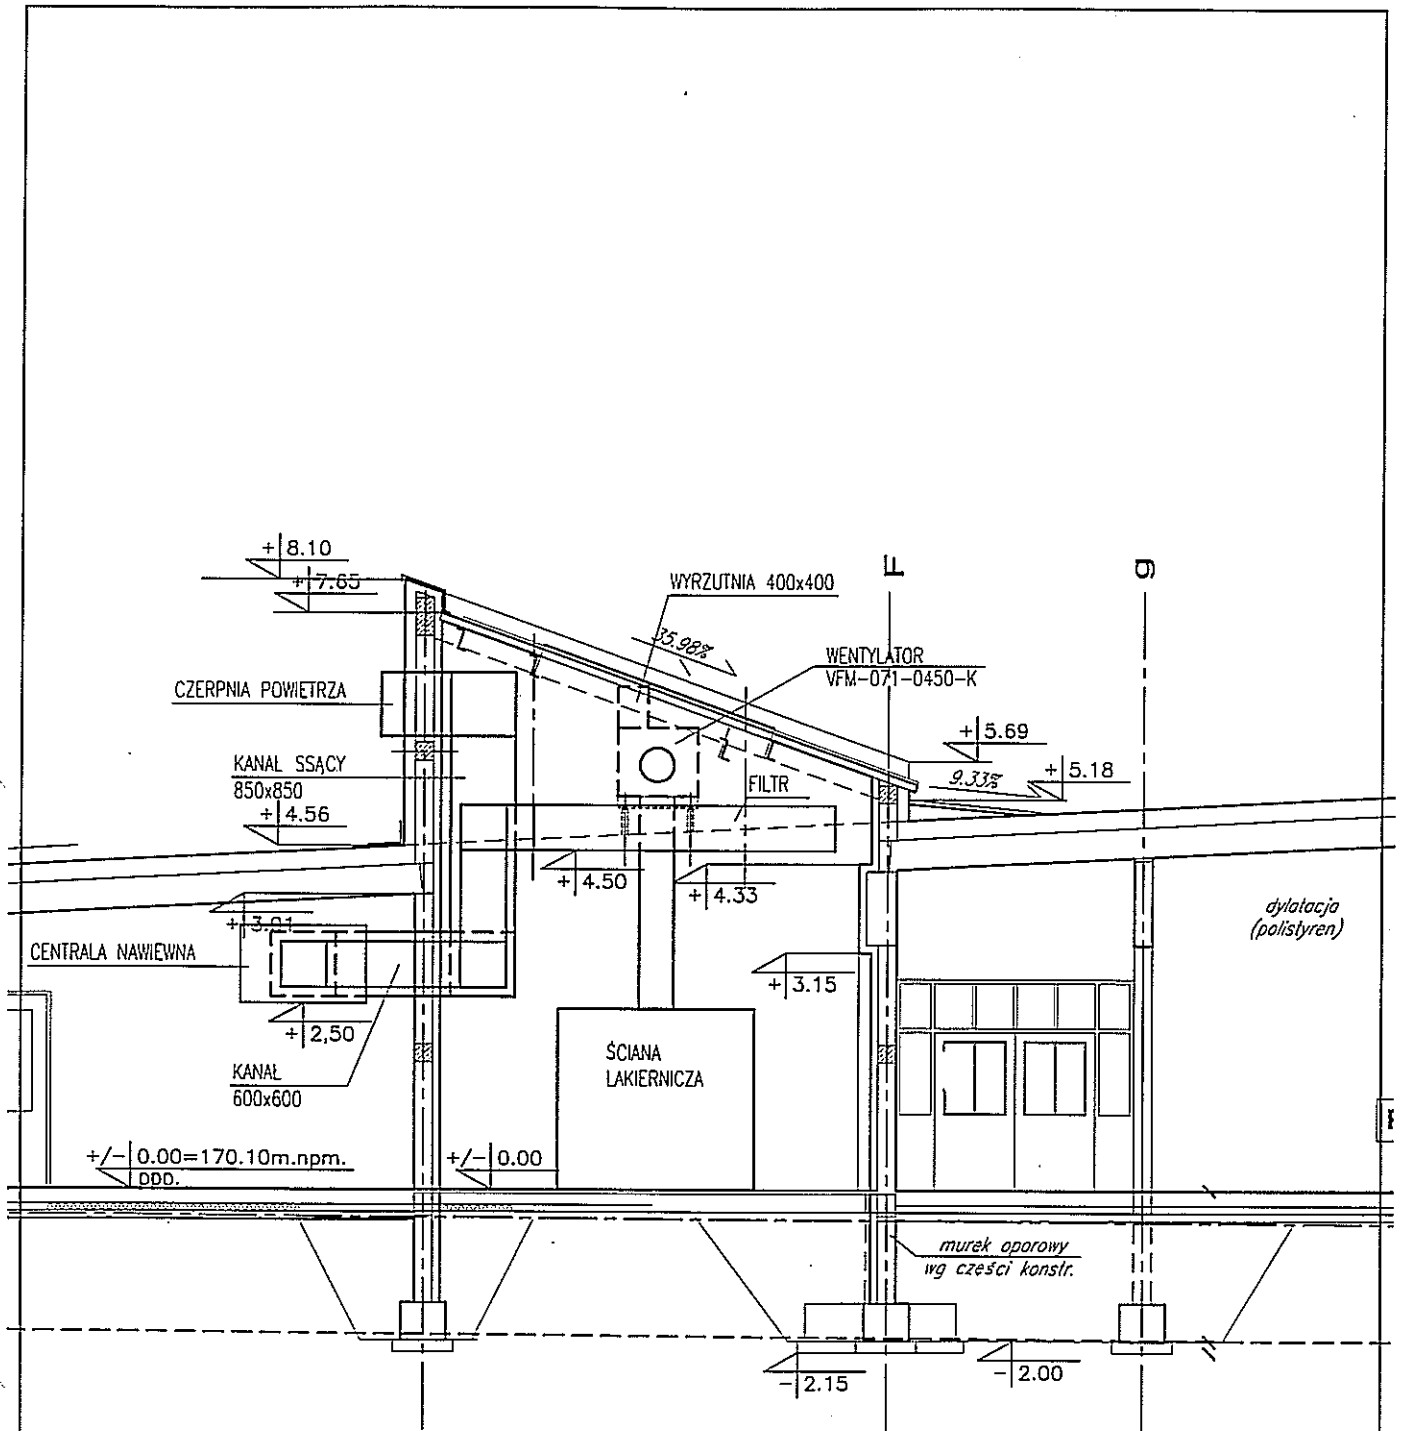 + 8.10
+ 7.65
F
g
WYRZUTNIA 400x400
35.98%
WENTYLATOR
VFM-071-0450-K
CZERPNIA POWIETRZA
+ 5.69
9.33%
+ 5.18
KANAŁ SSĄCY
850x850
FILTR
+ 4.56
+ 4.50
+ 4.33
dylatacja
(polistyren)
CENTRALA NAWIEWNA
+ 3.15
+ 2,50
ŚCIANA
LAKIERNICZA
KANAŁ
600x600
+/- 0.00=170.10m.npm.
+/- 0.00
murek oporowy
wg części konstr.
- 2.15
- 2.00